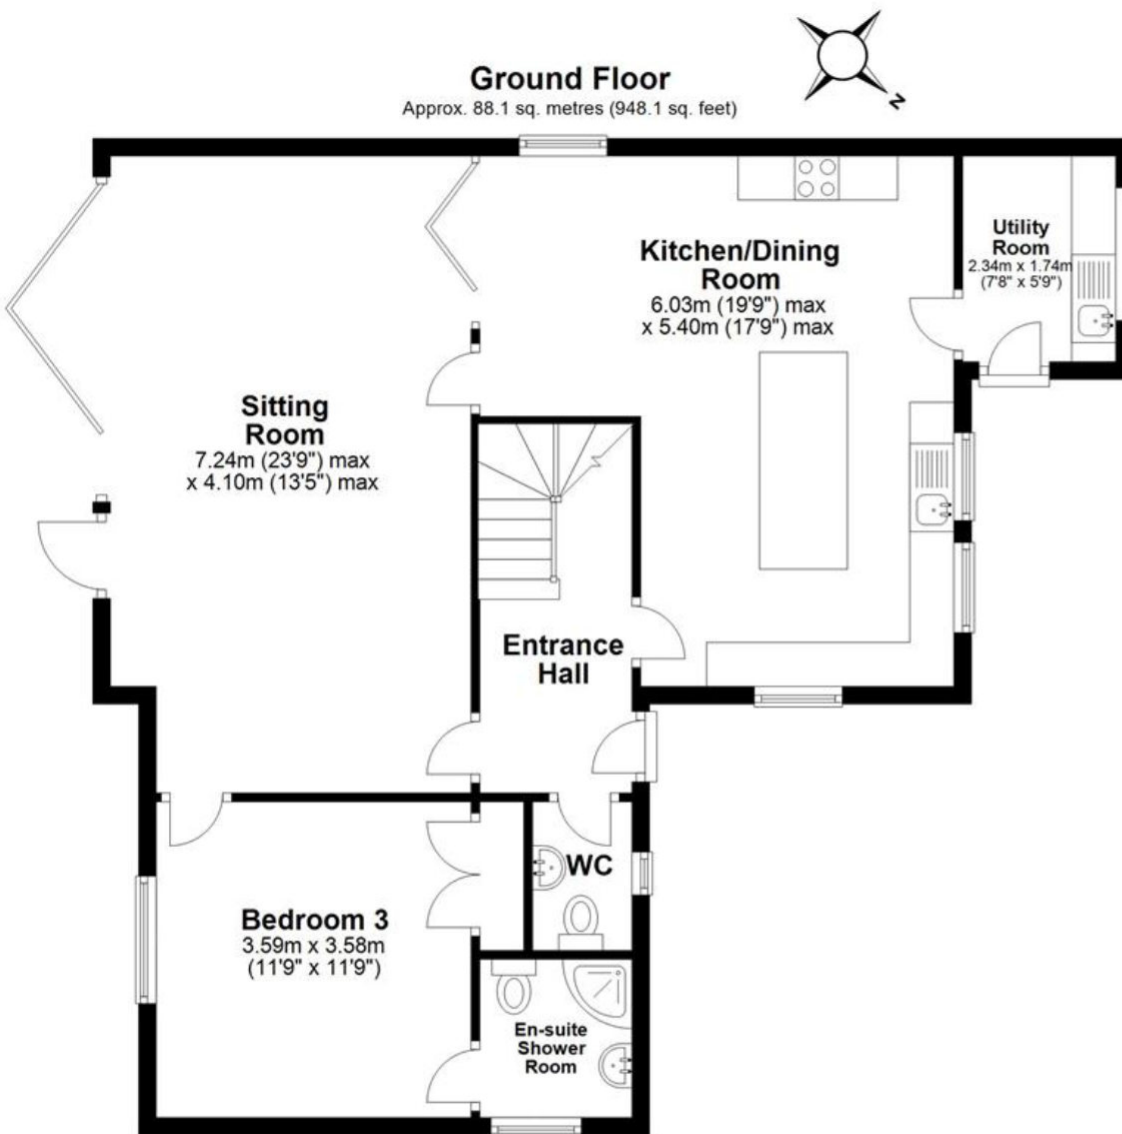 Ground Floor
Approx. 88.1 sq. metres (948.1 sq. feet)
N
Utility
Room
2.34m x 1.74m
(7'8" x 5'9")
Kitchen/Dining
Room
6.03m (19'9") max
x 5.40m (17'9") max
Sitting
Room
7.24m (23'9") max
x 4.10m (13'5") max
Entrance
Hall
WC
Bedroom 3
3.59m x 3.58m
(11'9" x 11'9")
En-suite
Shower
Room